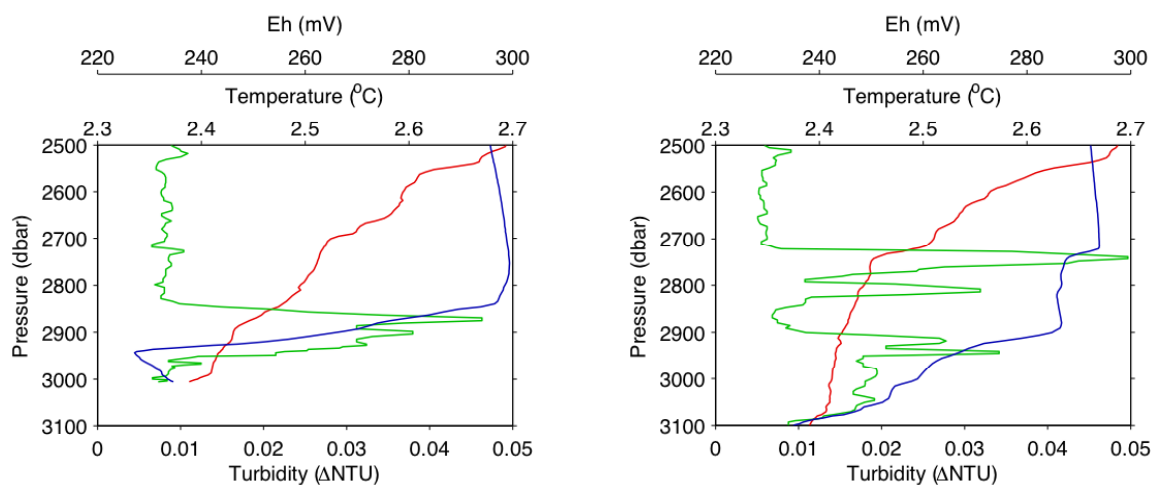 Eh (mV)
220 240 260 280 300
Temperature (⁰C)
2.3 2.4 2.5 2.6 2.7
2500
2600
2700
2800
2900
3000
3100
Pressure (dbar)
0 0.01 0.02 0.03 0.04 0.05
Turbidity (ΔNTU)
Eh (mV)
220 240 260 280 300
Temperature (⁰C)
2.3 2.4 2.5 2.6 2.7
2500
2600
2700
2800
2900
3000
3100
Pressure (dbar)
0 0.01 0.02 0.03 0.04 0.05
Turbidity (ΔNTU)